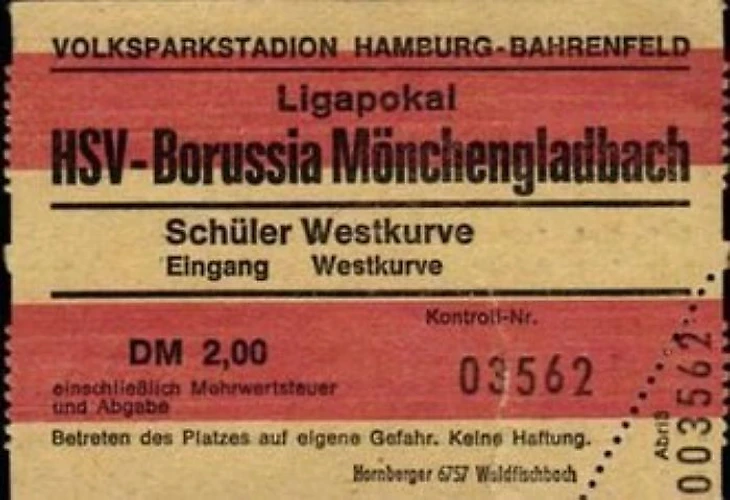 VOLKSPARKSTADION HAMBURG-BAHRENFELD
Ligapokal
HSV-Borussia Mönchengladbach
Schüler Westkurve
Eingang Westkurve
Kontroll-Nr.
DM 2,00
03562
einschließlich Mehrwertsteuer
und Abgabe
Betreten des Platzes auf eigene Gefahr. Keine Haftung.
Hornberger 6757 Waldfischbach
Abriß
003562